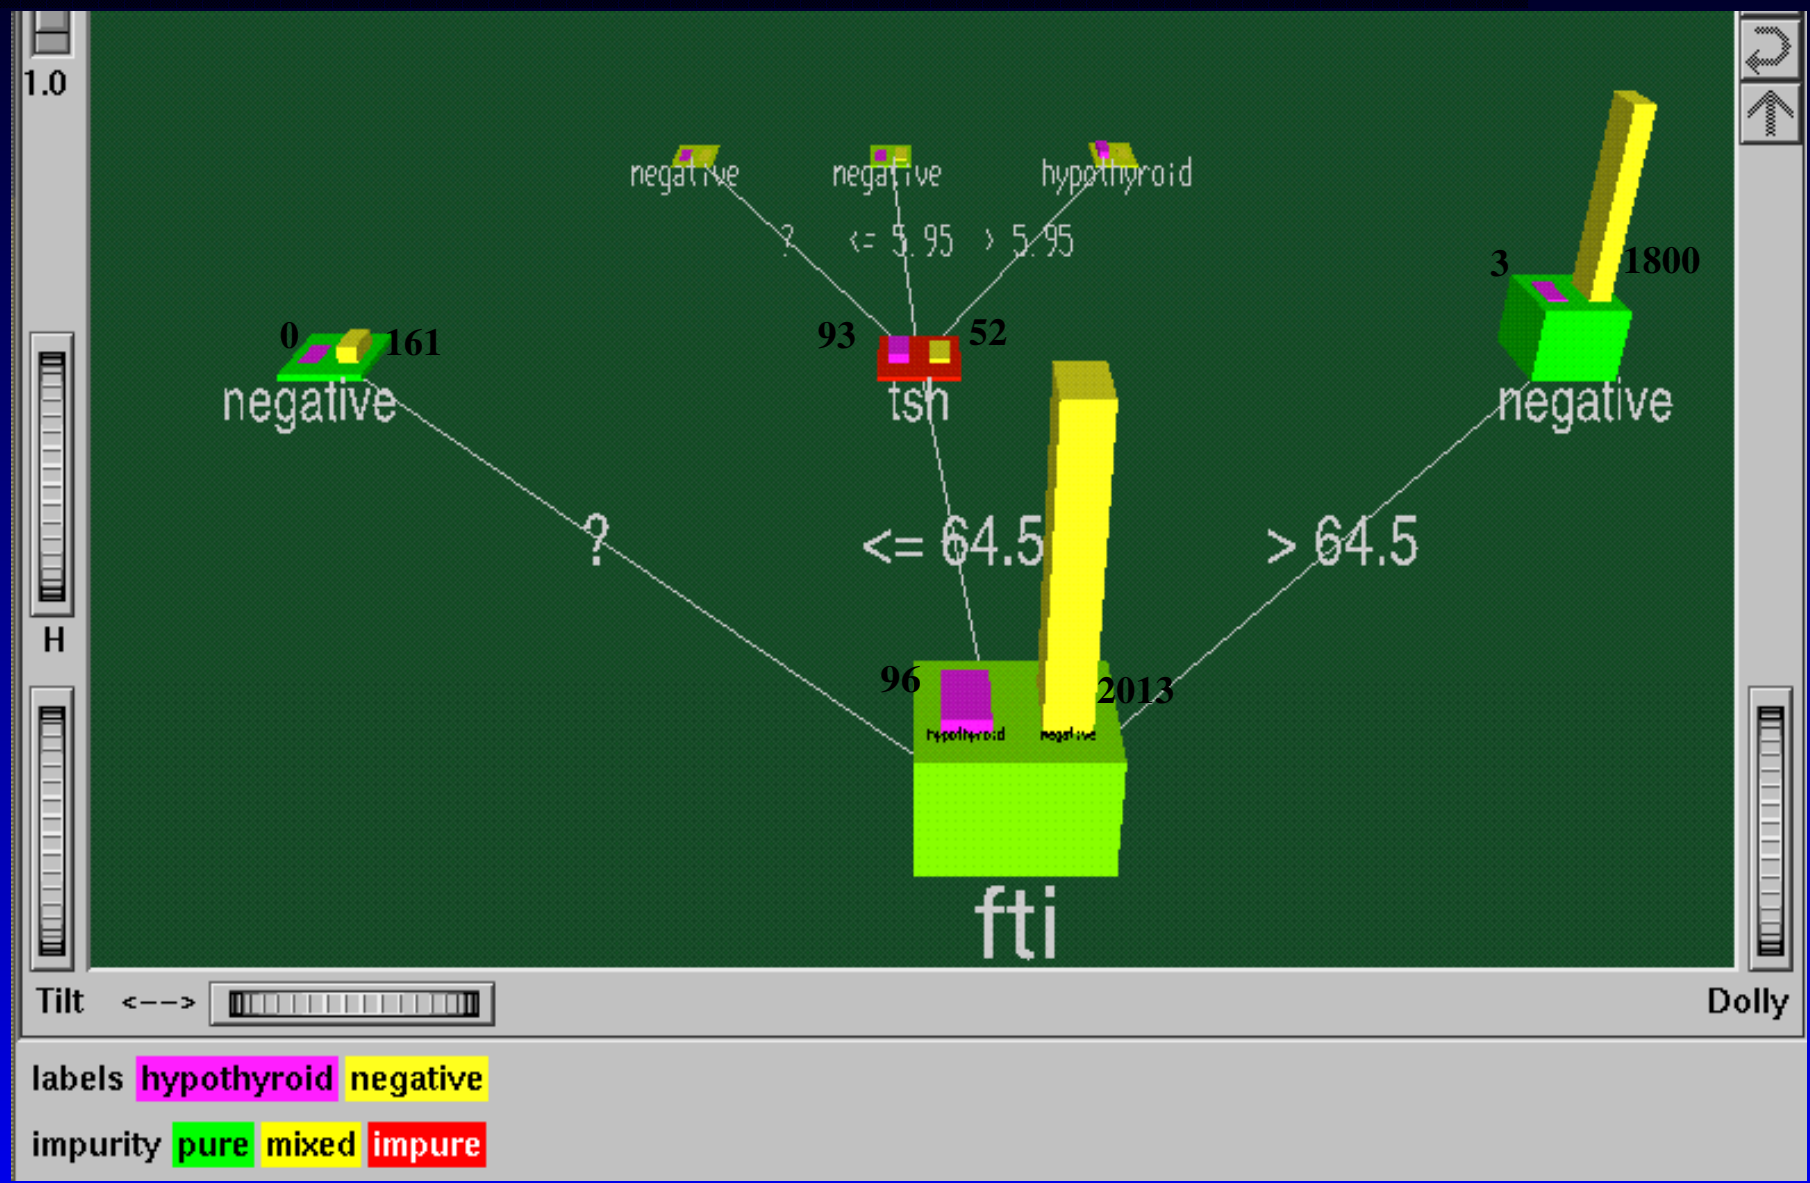 1.0
negative negative hypothyroid
? <= 5.95 > 5.95
3 1800
0 161 93 52
negative tsh negative
? <= 64.5 > 64.5
H
96 2013
hypothyroid negative
fti
Tilt <--> Dolly
labels hypothyroid negative
impurity pure mixed impure